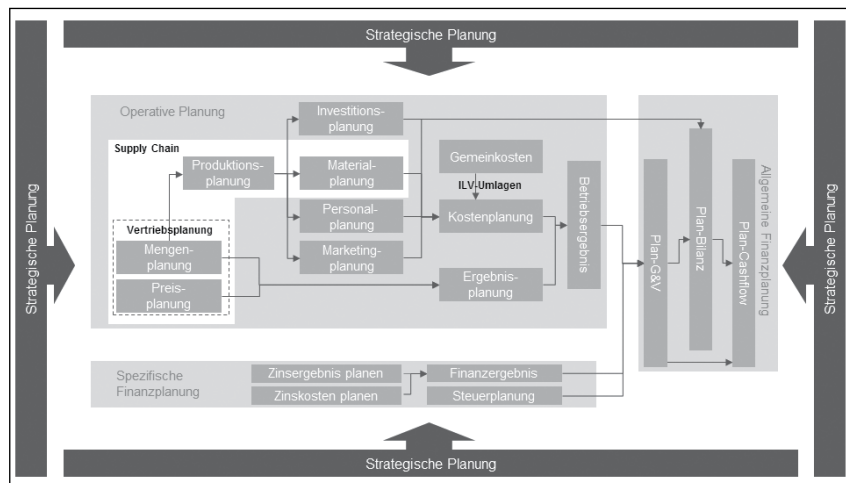 Strategische Planung
Strategische Planung
Operative Planung
Investitions-
planung
Supply Chain
Produktions-
planung
Material-
planung
Gemeinkosten
ILV-Umlagen
Personal-
planung
Kostenplanung
Vertriebsplanung
Mengen-
planung
Marketing-
planung
Preis-
planung
Ergebnis-
planung
Betriebsergebnis
Plan-G&V
Plan-Bilanz
Plan-Cashflow
Allgemeine Finanzplanung
Spezifische
Finanzplanung
Zinsergebnis planen
Finanzergebnis
Zinskosten planen
Steuerplanung
Strategische Planung
Strategische Planung